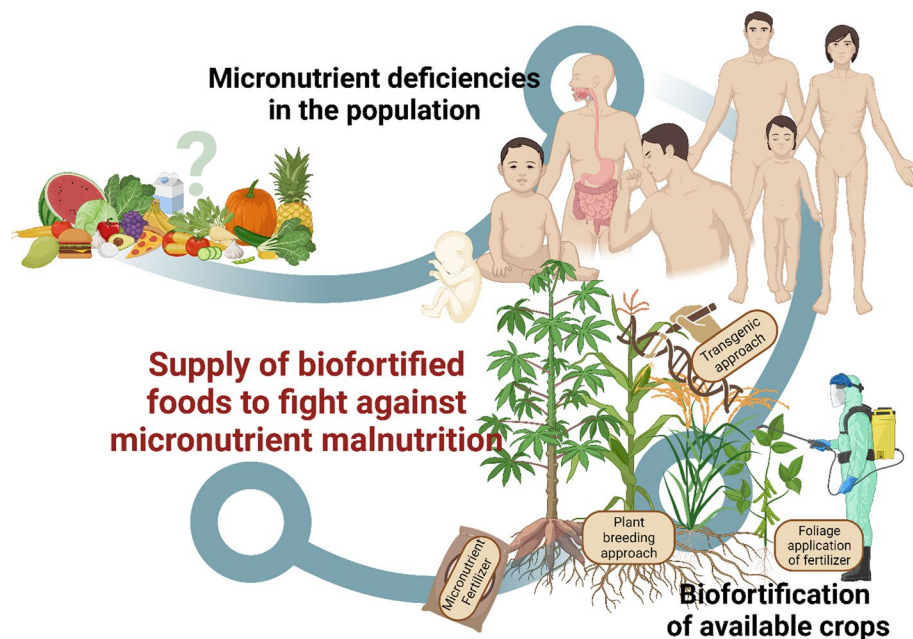 Micronutrient deficiencies
in the population
?
Supply of biofortified
foods to fight against
micronutrient malnutrition
Transgenic
approach
Micronutrient
Fertilizer
Plant
breeding
approach
Foliage
application
of fertilizer
Biofortification
of available crops